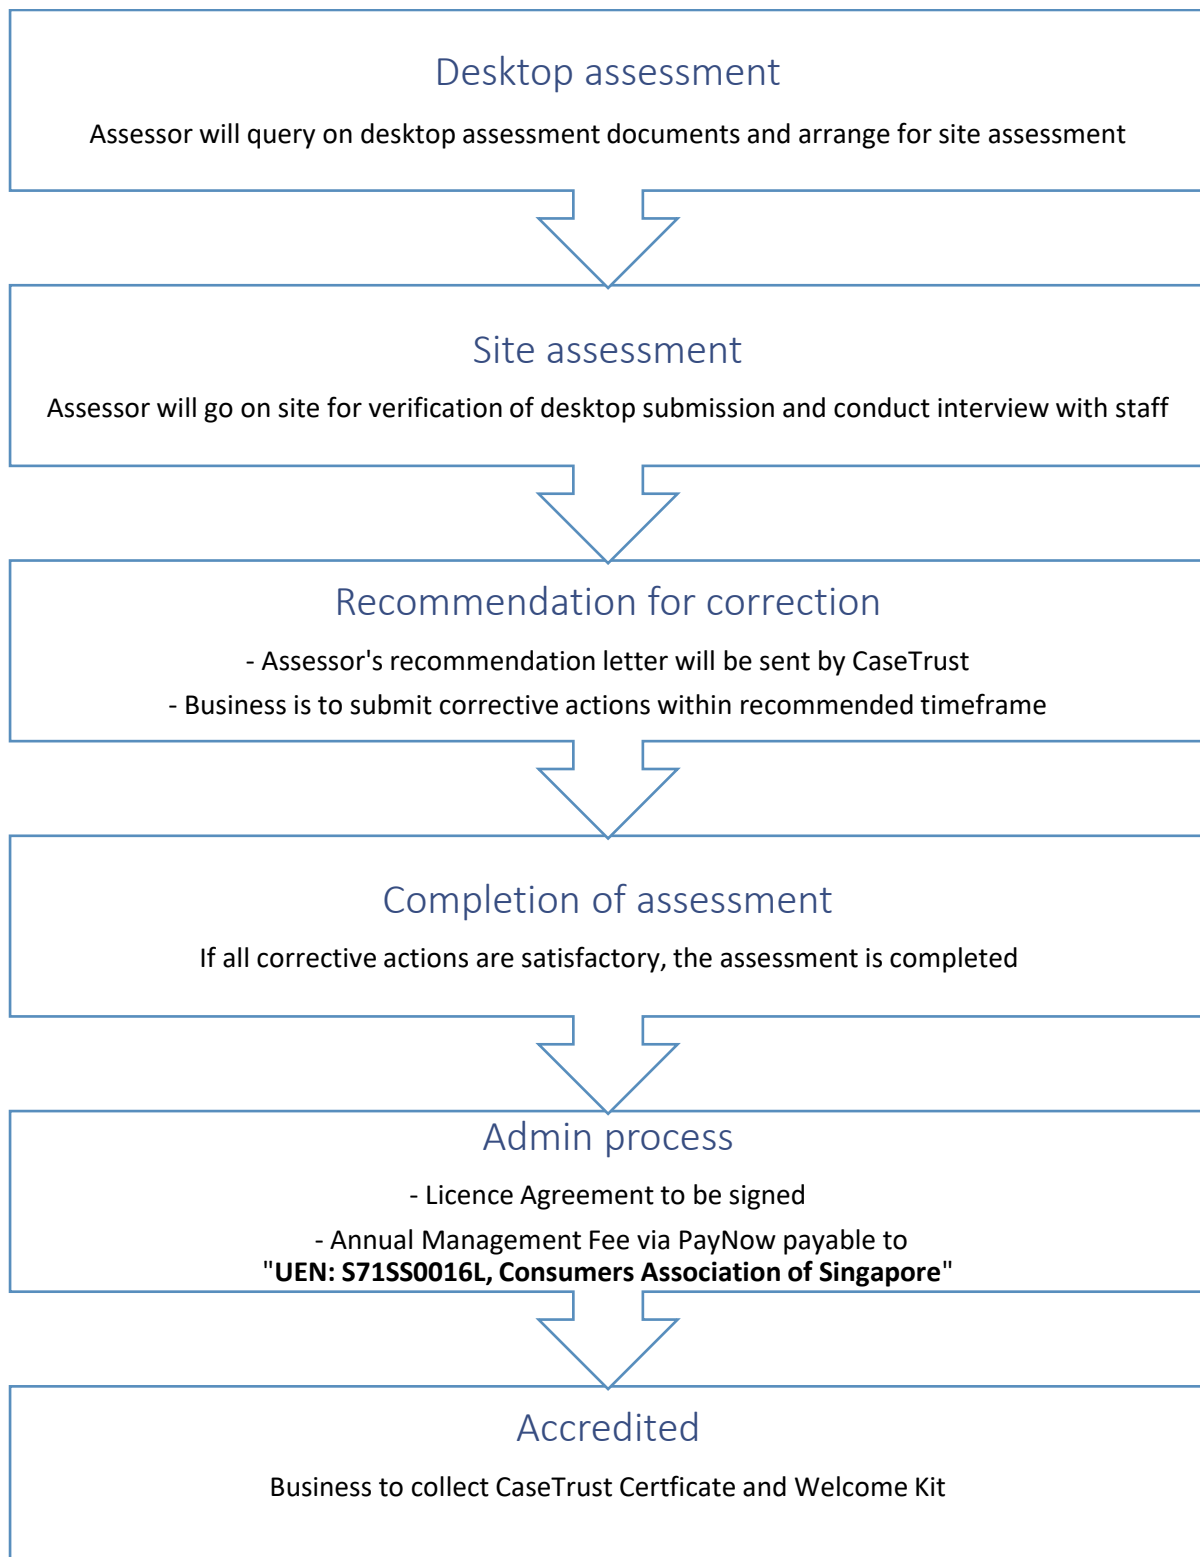 Desktop assessment
Assessor will query on desktop assessment documents and arrange for site assessment
Site assessment
Assessor will go on site for verification of desktop submission and conduct interview with staff
Recommendation for correction
- Assessor's recommendation letter will be sent by CaseTrust
- Business is to submit corrective actions within recommended timeframe
Completion of assessment
If all corrective actions are satisfactory, the assessment is completed
Admin process
- Licence Agreement to be signed
- Annual Management Fee via PayNow payable to
"UEN: S71SS0016L, Consumers Association of Singapore"
Accredited
Business to collect CaseTrust Certficate and Welcome Kit